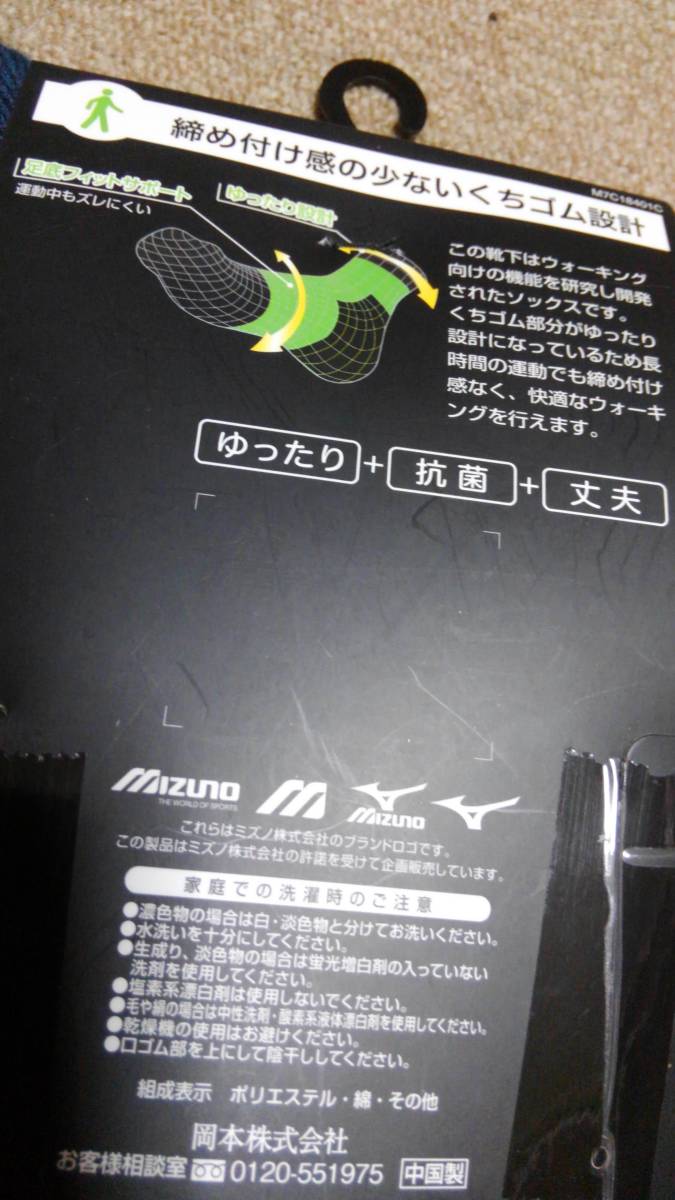 締め付け感の少ないくちゴム設計
M7C18401C
足底フィットサポート
運動中もズレにくい
ゆったり設計
この靴下はウォーキング
向けの機能を研究し開発
されたソックスです。
くちゴム部分がゆったり
設計になっているため長
時間の運動でも締め付け
感なく、快適なウォーキ
ングを行えます。
ゆったり+抗菌+丈夫
MIZUNO
THE WORLD OF SPORTS
MIZUNO
これらはミズノ株式会社のブランドロゴです。
この製品はミズノ株式会社の許諾を受けて企画販売しています。
家庭での洗濯時のご注意
●濃色物の場合は白・淡色物と分けてお洗いください。
●水洗いを十分にしてください。
●生成り、淡色物の場合は蛍光増白剤の入っていない
洗剤を使用してください。
●塩素系漂白剤は使用しないでください。
●毛や絹の場合は中性洗剤・酸素系液体漂白剤を使用してください。
●乾燥機の使用はお避けください。
●口ゴム部を上にして陰干ししてください。
組成表示 ポリエステル・綿・その他
岡本株式会社
お客様相談室 0120-551975 中国製